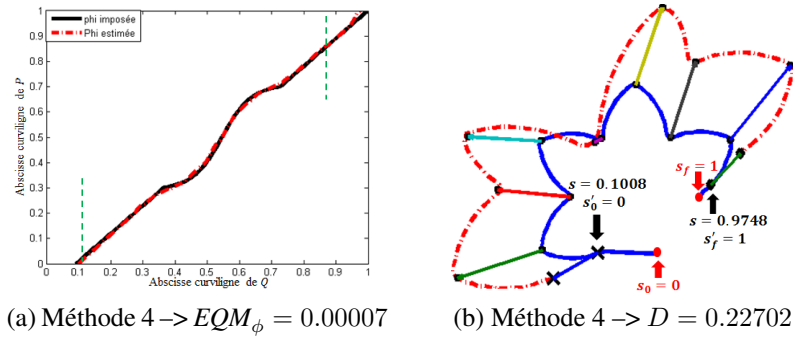 phi imposée
Phi estimée
Abscisse curviligne de P
1
0.9
0.8
0.7
0.6
0.5
0.4
0.3
0.2
0.1
0
0 0.1 0.2 0.3 0.4 0.5 0.6 0.7 0.8 0.9 1
Abscisse curviligne de Q
s = 0.1008
s′₀ = 0
s_f = 1
s = 0.9748
s′_f = 1
s₀ = 0
(a) Méthode 4 –> EQM_ϕ = 0.00007
(b) Méthode 4 –> D = 0.22702